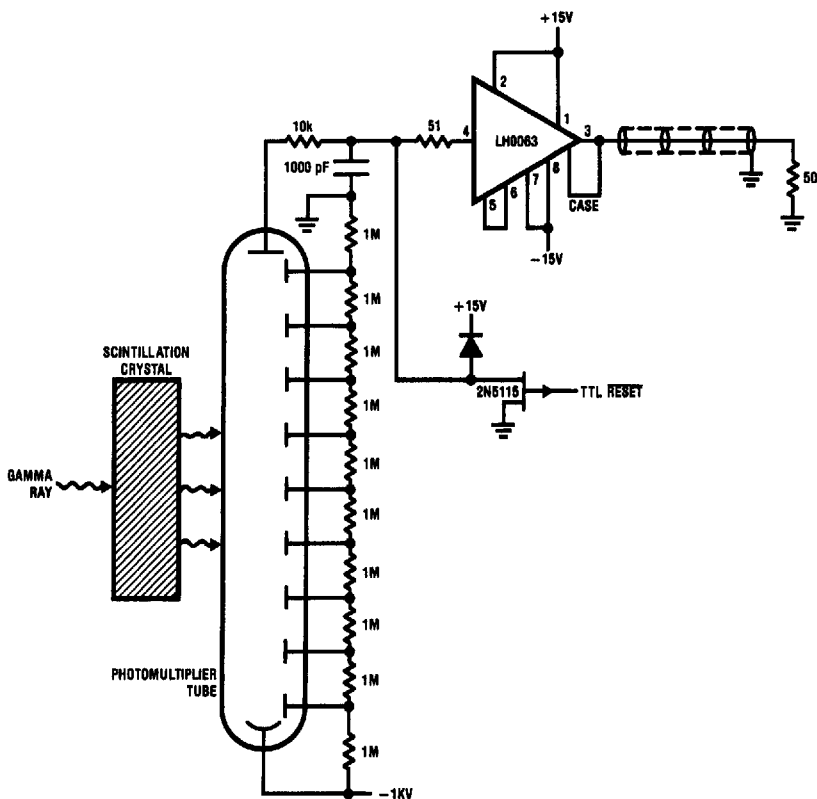 +15V
2
1
10k
51
4
LH0063
3
1000 pF
8
7
6
5
CASE
50
-15V
1M
1M
+15V
SCINTILLATION
CRYSTAL
1M
2N5115
TTL RESET
1M
1M
GAMMA
RAY
1M
1M
1M
PHOTOMULTIPLIER
TUBE
1M
1M
-1KV